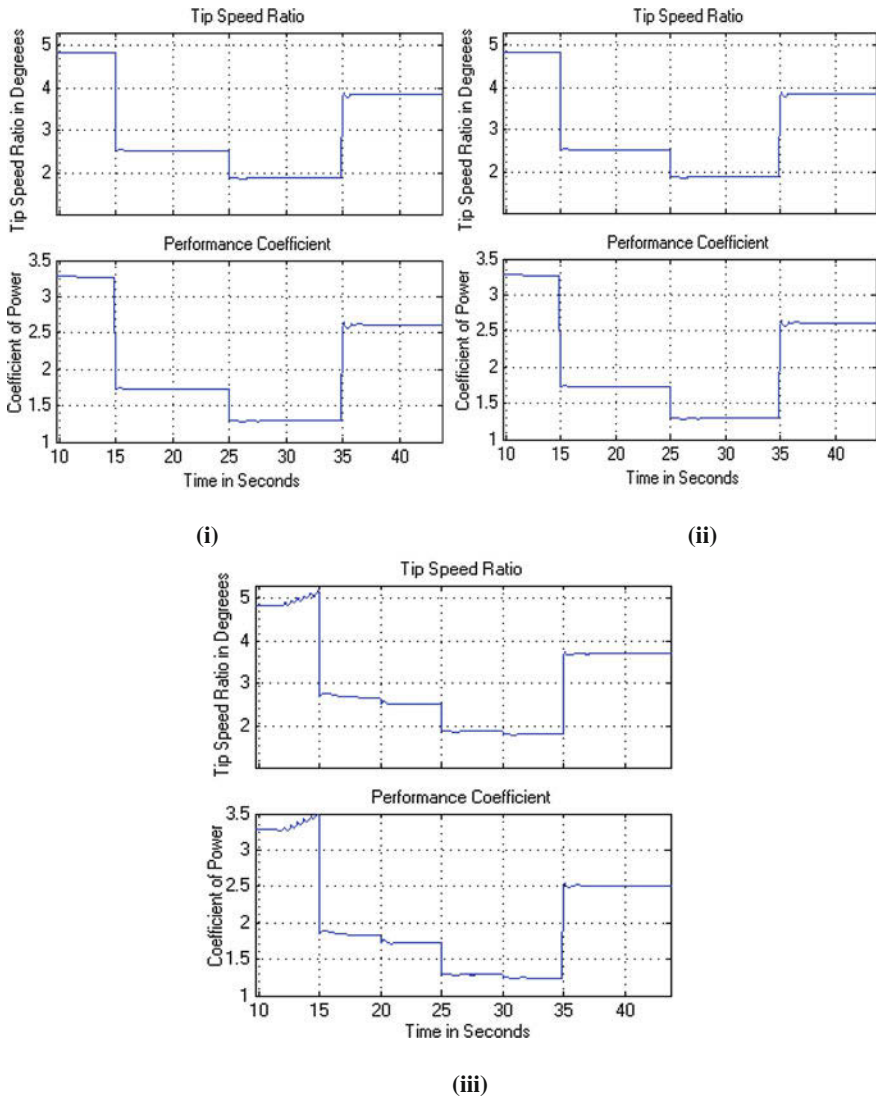 Tip Speed Ratio
Tip Speed Ratio in Degreees
5
4
3
2
Performance Coefficient
Coefficient of Power
3.5
3
2.5
2
1.5
1
10 15 20 25 30 35 40
Time in Seconds
(i)
Tip Speed Ratio
Tip Speed Ratio in Degreees
5
4
3
2
Performance Coefficient
Coefficient of Power
3.5
3
2.5
2
1.5
1
10 15 20 25 30 35 40
Time in Seconds
(ii)
Tip Speed Ratio
Tip Speed Ratio in Degreees
5
4
3
2
Performance Coefficient
Coefficient of Power
3.5
3
2.5
2
1.5
1
10 15 20 25 30 35 40
Time in Seconds
(iii)